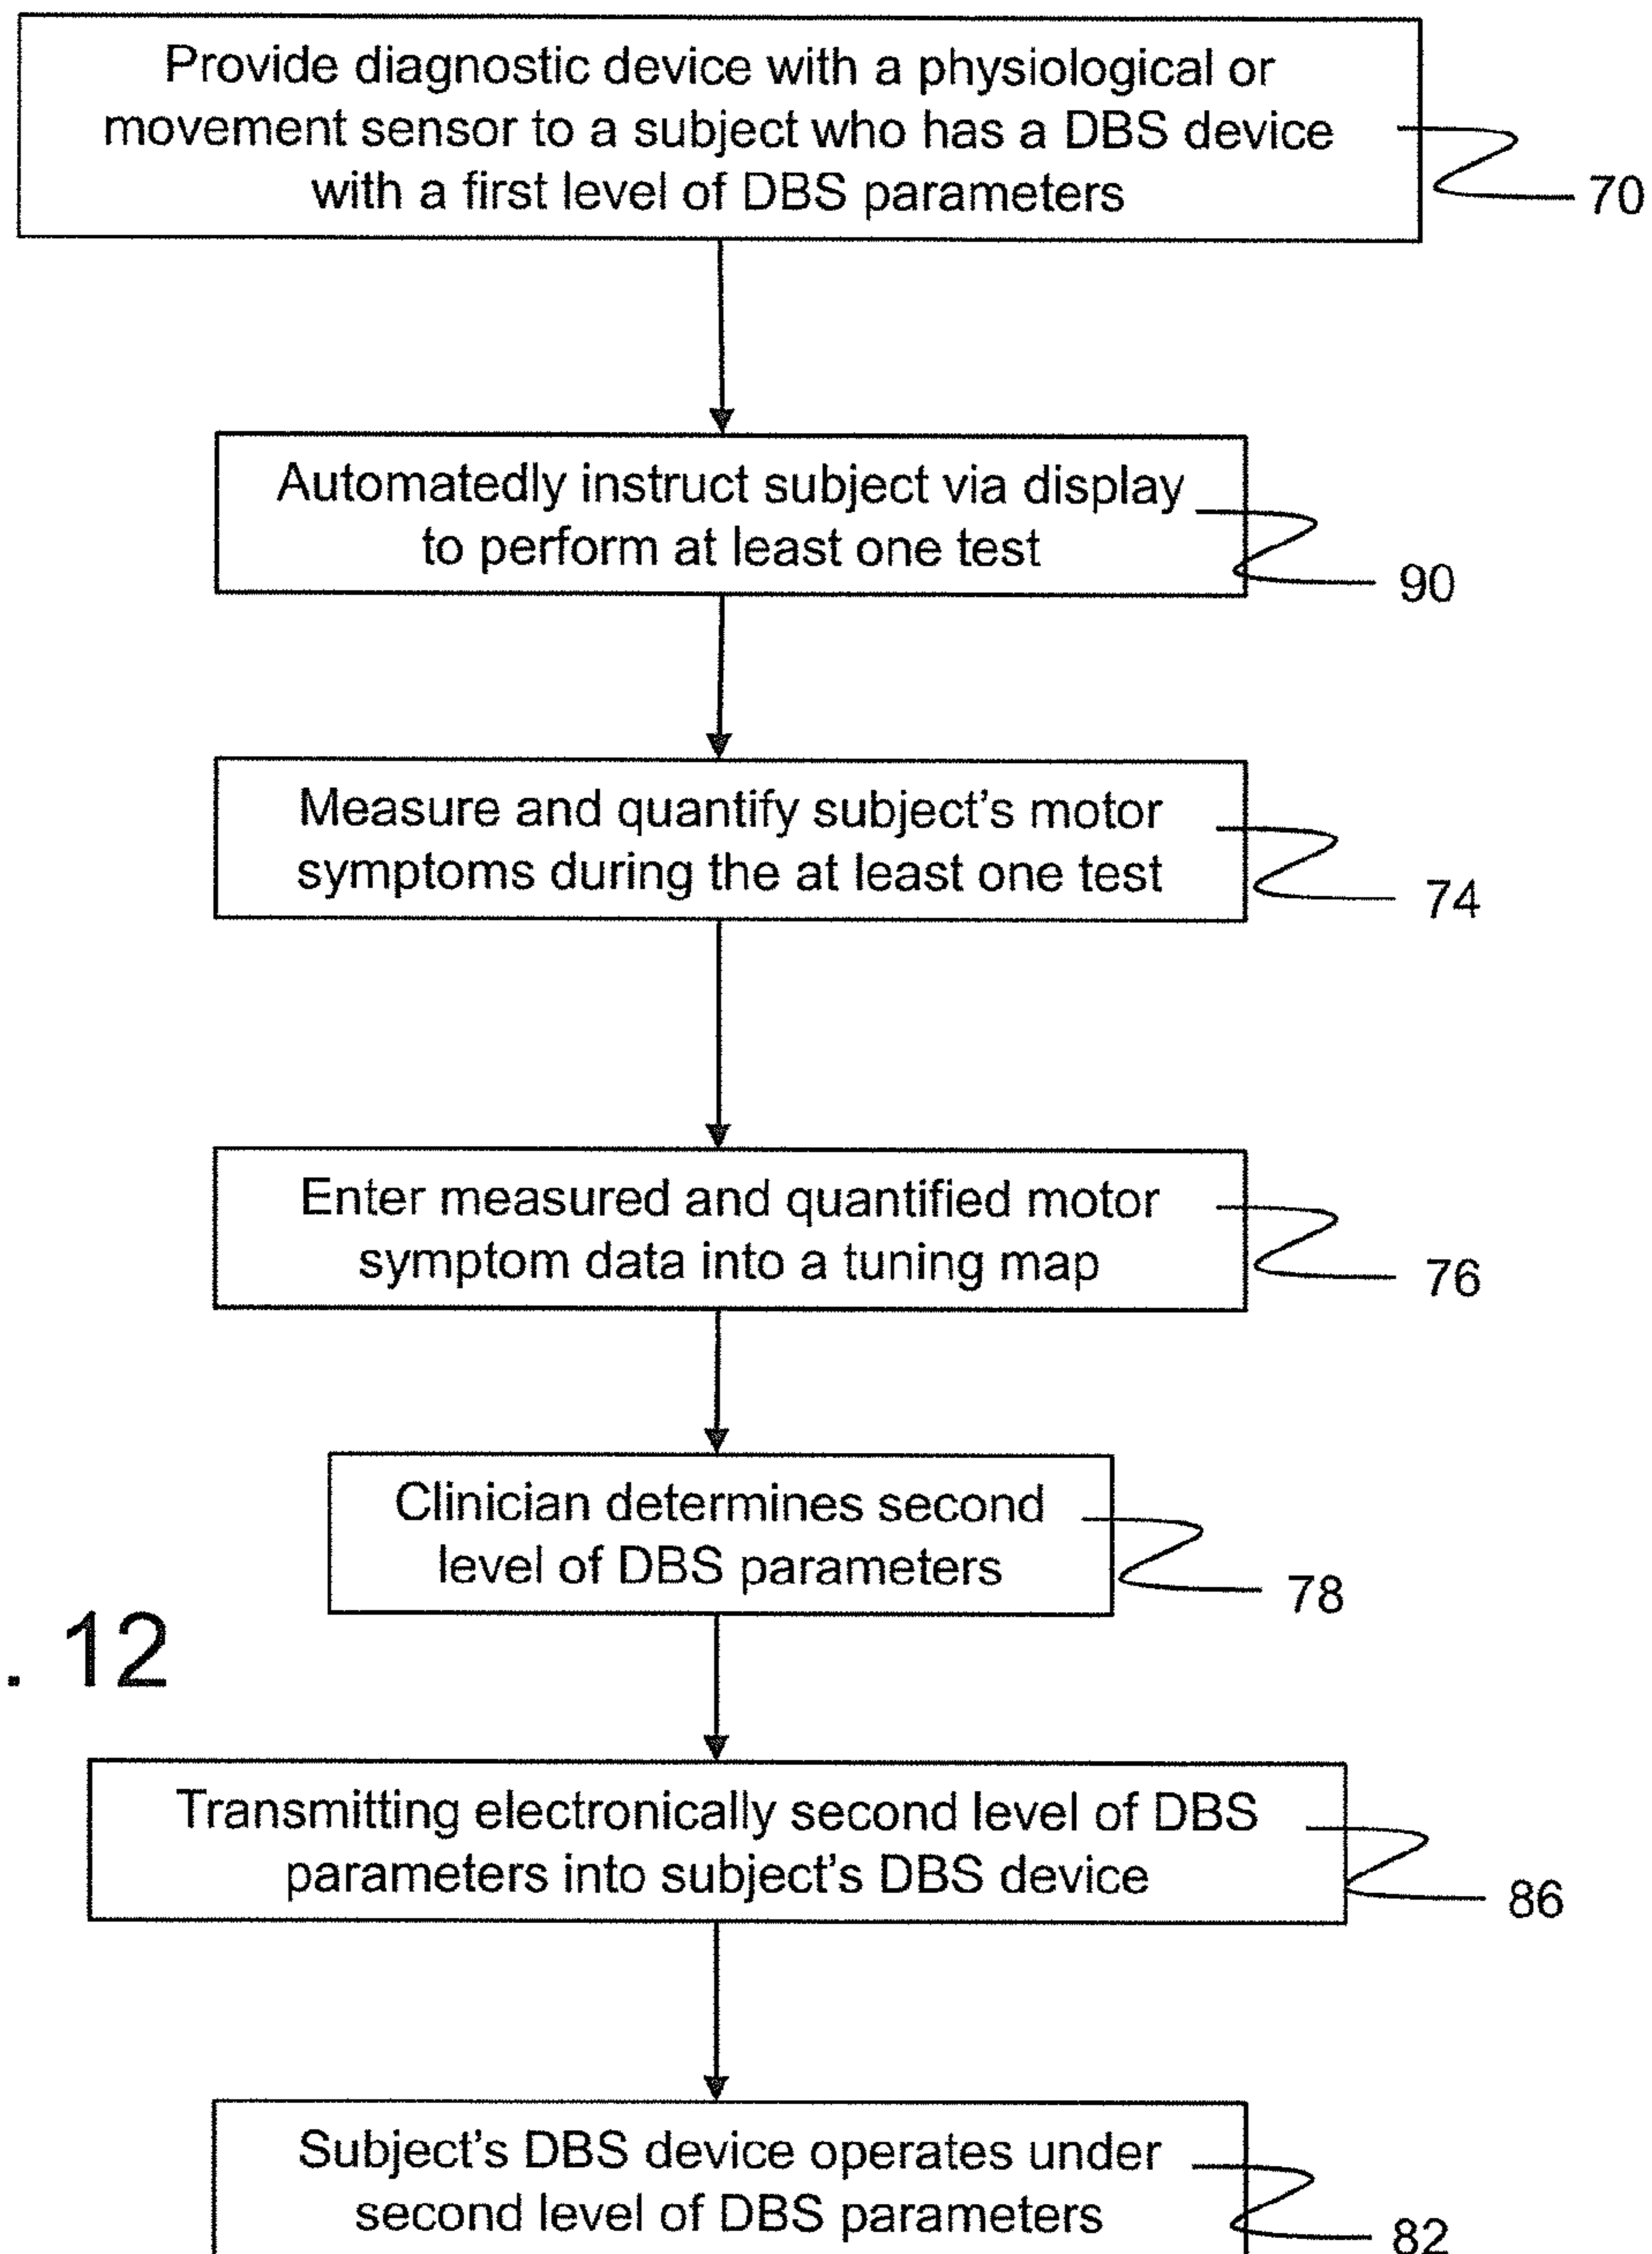 Provide diagnostic device with a physiological or
movement sensor to a subject who has a DBS device
with a first level of DBS parameters
70
Automatedly instruct subject via display
to perform at least one test
90
Measure and quantify subject's motor
symptoms during the at least one test
74
Enter measured and quantified motor
symptom data into a tuning map
76
Clinician determines second
level of DBS parameters
78
. 12
Transmitting electronically second level of DBS
parameters into subject's DBS device
86
Subject's DBS device operates under
second level of DBS parameters
82